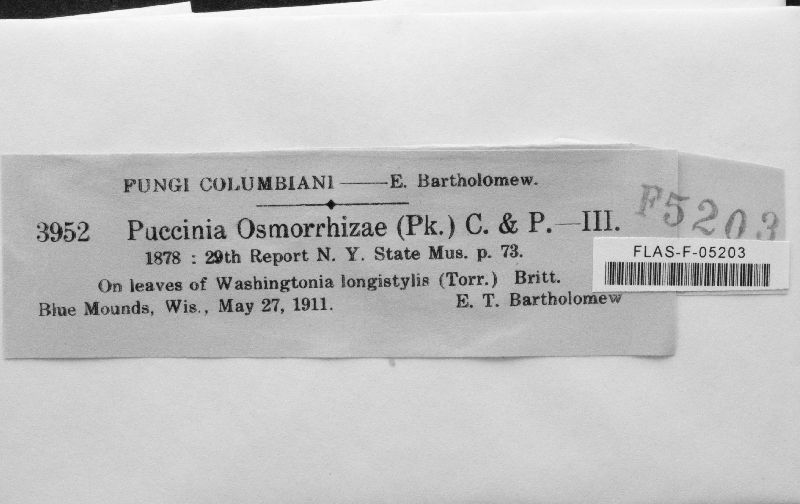 FUNGI COLUMBIANI——E. Bartholomew.
3952 Puccinia Osmorrhizae (Pk.) C. & P.—III.
1878 : 29th Report N. Y. State Mus. p. 73.
On leaves of Washingtonia longistylis (Torr.) Britt.
Blue Mounds, Wis., May 27, 1911. E. T. Bartholomew
F5203
FLAS-F-05203